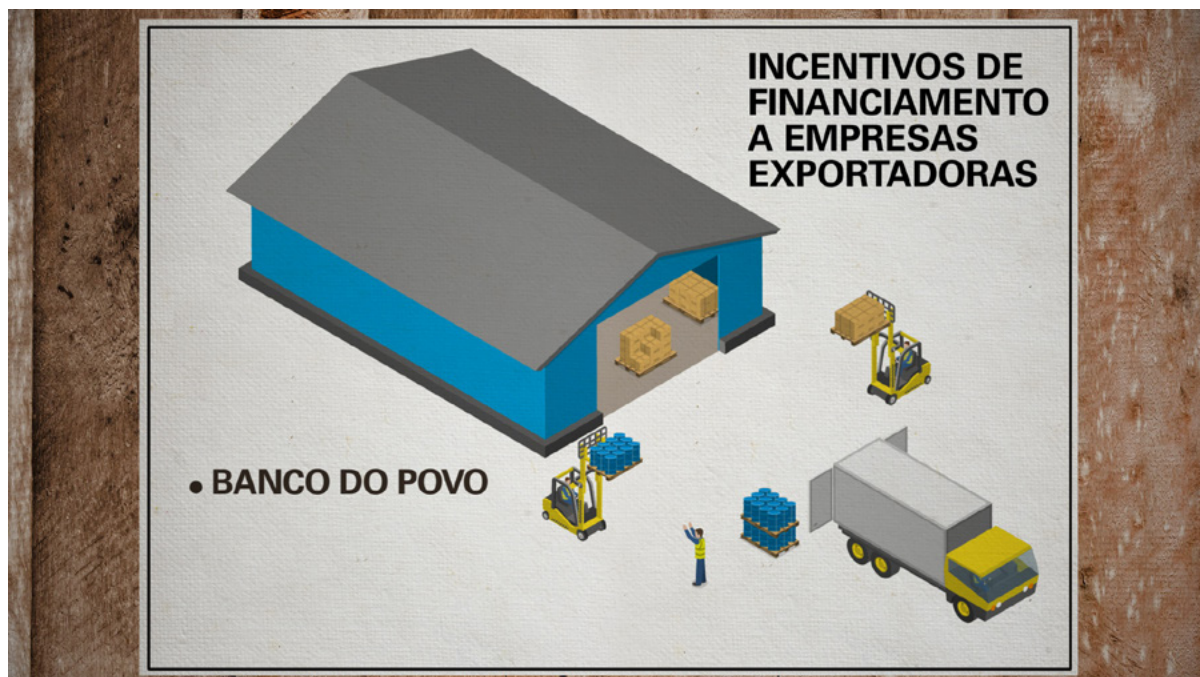 INCENTIVOS DE
FINANCIAMENTO
A EMPRESAS
EXPORTADORAS
• BANCO DO POVO